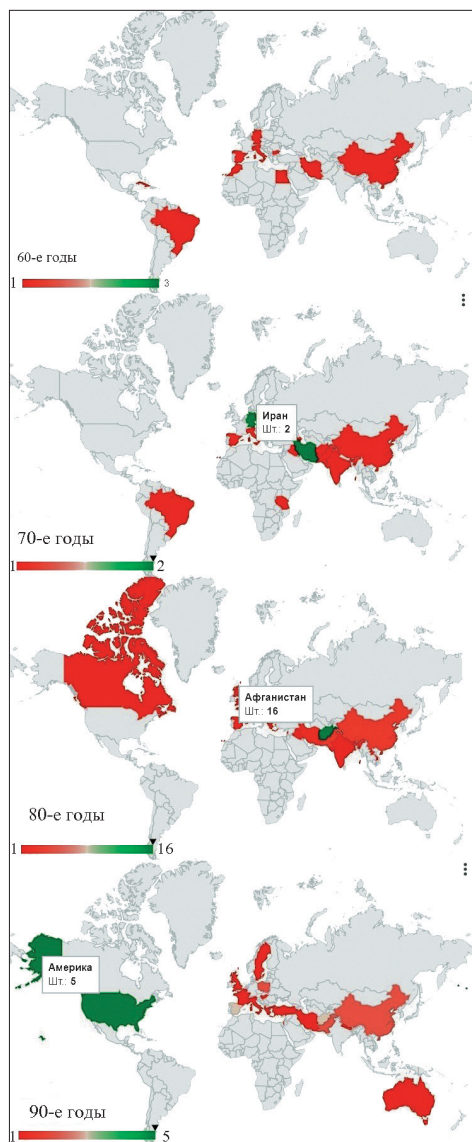 60-е годы
1 3
Иран
Шт.: 2
70-е годы
1 2
Афганистан
Шт.: 16
80-е годы
1 16
Америка
Шт.: 5
90-е годы
1 5